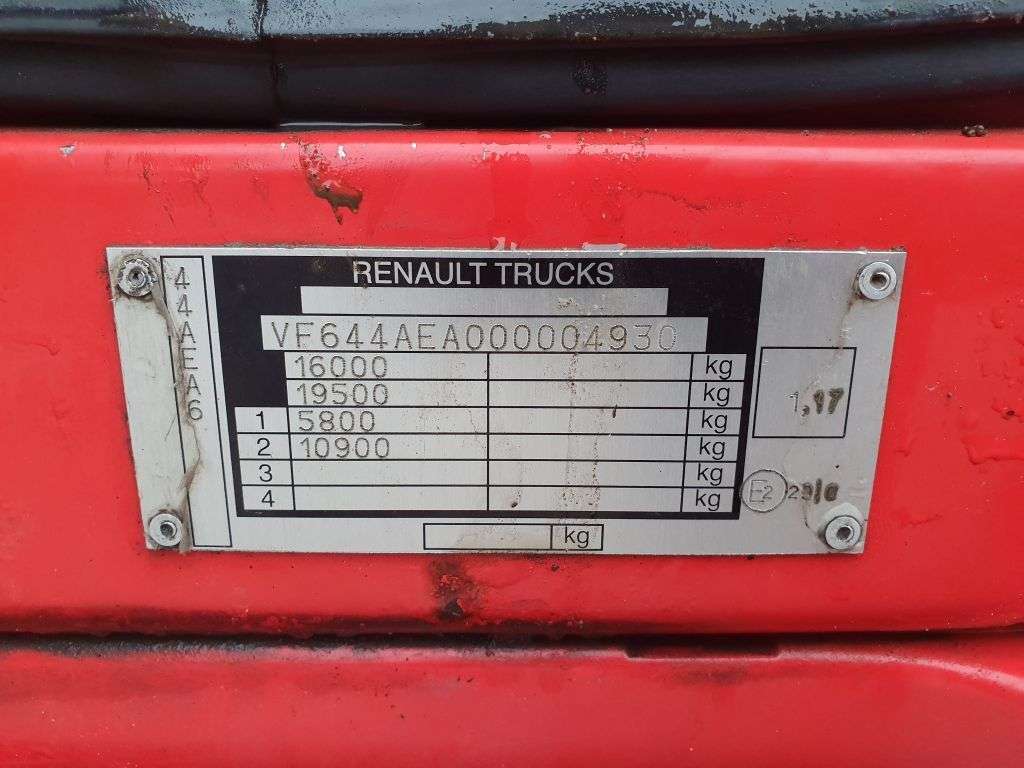 44AEA6
RENAULT TRUCKS
VF644AEA000004930
16000 kg
19500 kg
1 5800 kg
2 10900 kg
3 kg
4 kg
kg
1,17
E2